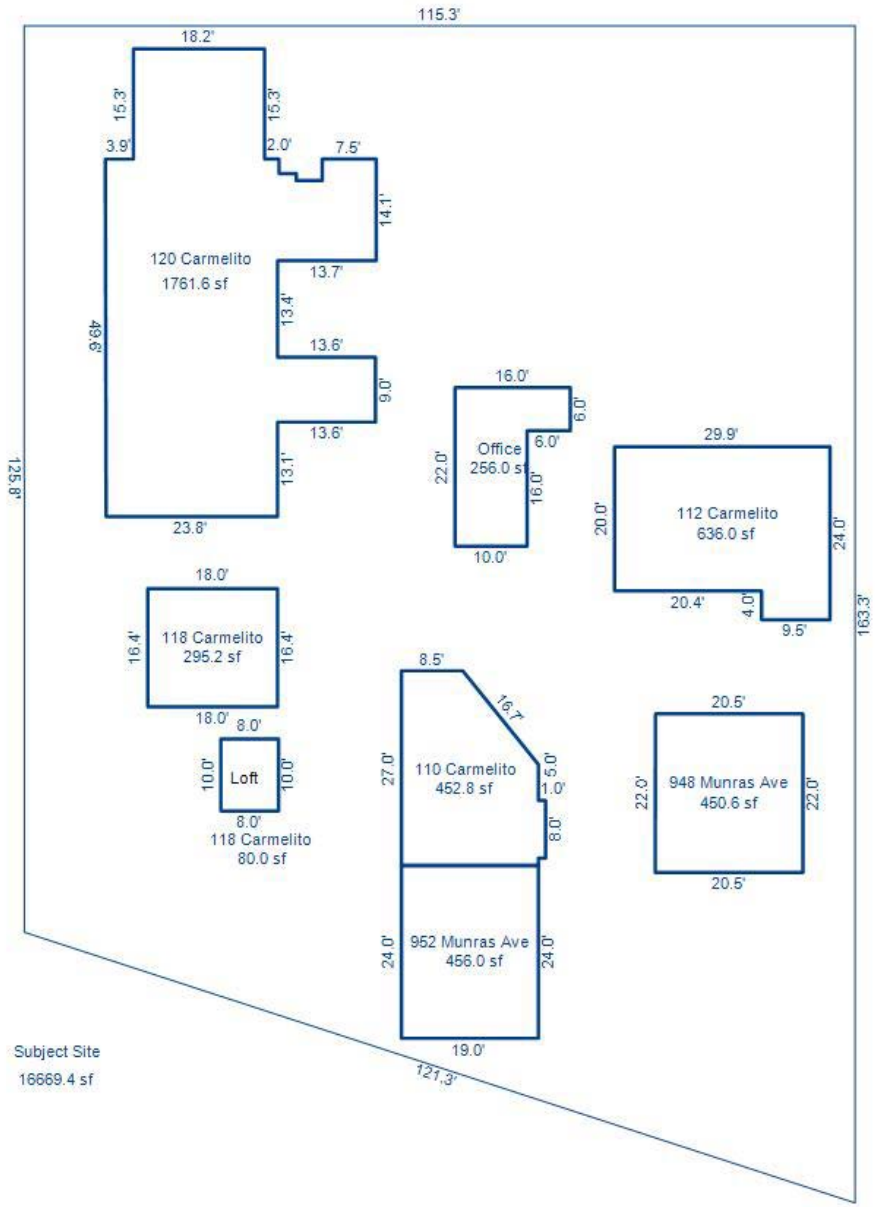 115.3'
18.2'
15.3'
15.3'
3.9'
2.0'
7.5'
14.1'
120 Carmelito
1761.6 sf
13.7'
13.4'
49.6'
13.6'
9.0'
13.6'
13.1'
23.8'
16.0'
6.0'
6.0'
Office
256.0 sf
22.0'
16.0'
10.0'
29.9'
20.0'
112 Carmelito
636.0 sf
24.0'
20.4'
4.0'
9.5'
125.8'
163.3'
18.0'
16.4'
118 Carmelito
295.2 sf
16.4'
18.0'
8.0'
10.0'
Loft
10.0'
8.0'
118 Carmelito
80.0 sf
8.5'
16.7'
27.0'
110 Carmelito
452.8 sf
5.0'
1.0'
8.0'
20.5'
22.0'
948 Munras Ave
450.6 sf
22.0'
20.5'
24.0'
952 Munras Ave
456.0 sf
24.0'
19.0'
121.3'
Subject Site
16669.4 sf